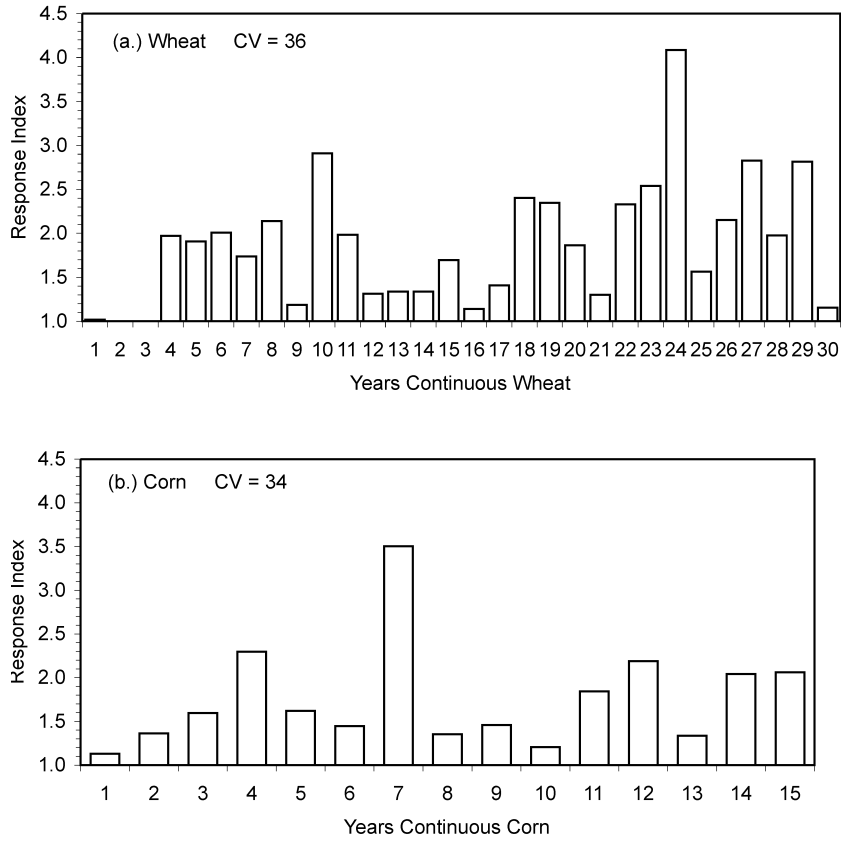 4.5
(a.) Wheat CV = 36
4.0
3.5
3.0
2.5
2.0
1.5
1.0
Response Index
1 2 3 4 5 6 7 8 9 10 11 12 13 14 15 16 17 18 19 20 21 22 23 24 25 26 27 28 29 30
Years Continuous Wheat
4.5
(b.) Corn CV = 34
4.0
3.5
3.0
2.5
2.0
1.5
1.0
Response Index
1 2 3 4 5 6 7 8 9 10 11 12 13 14 15
Years Continuous Corn